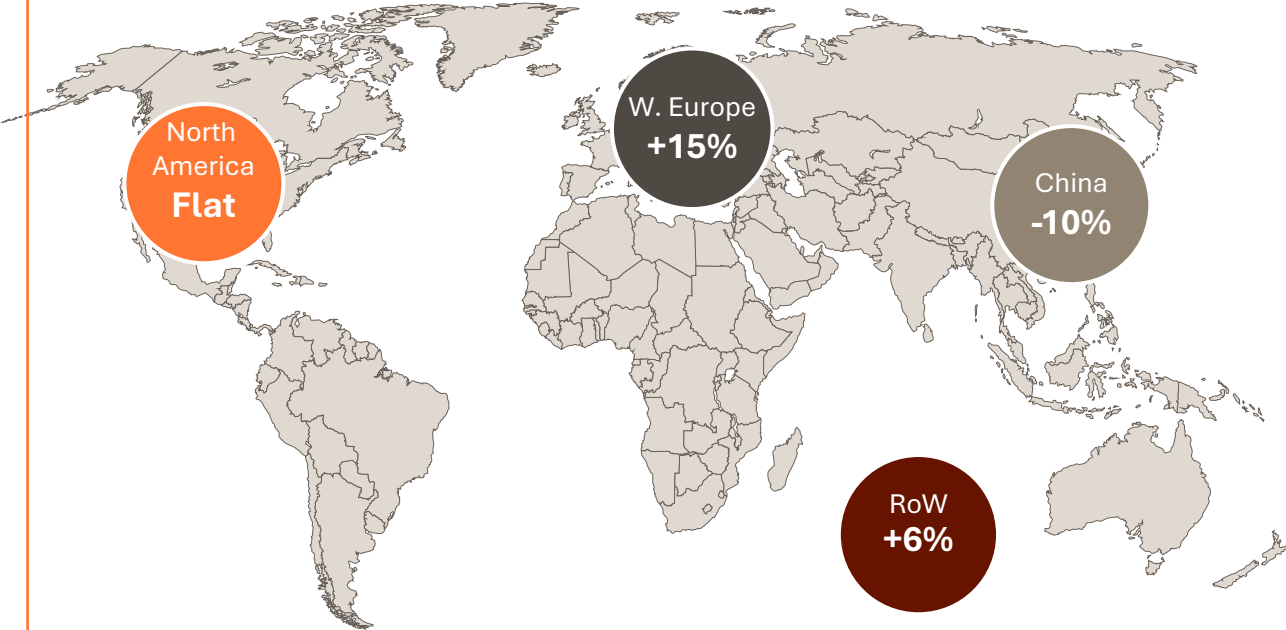 North
America
Flat
W. Europe
+15%
China
-10%
RoW
+6%